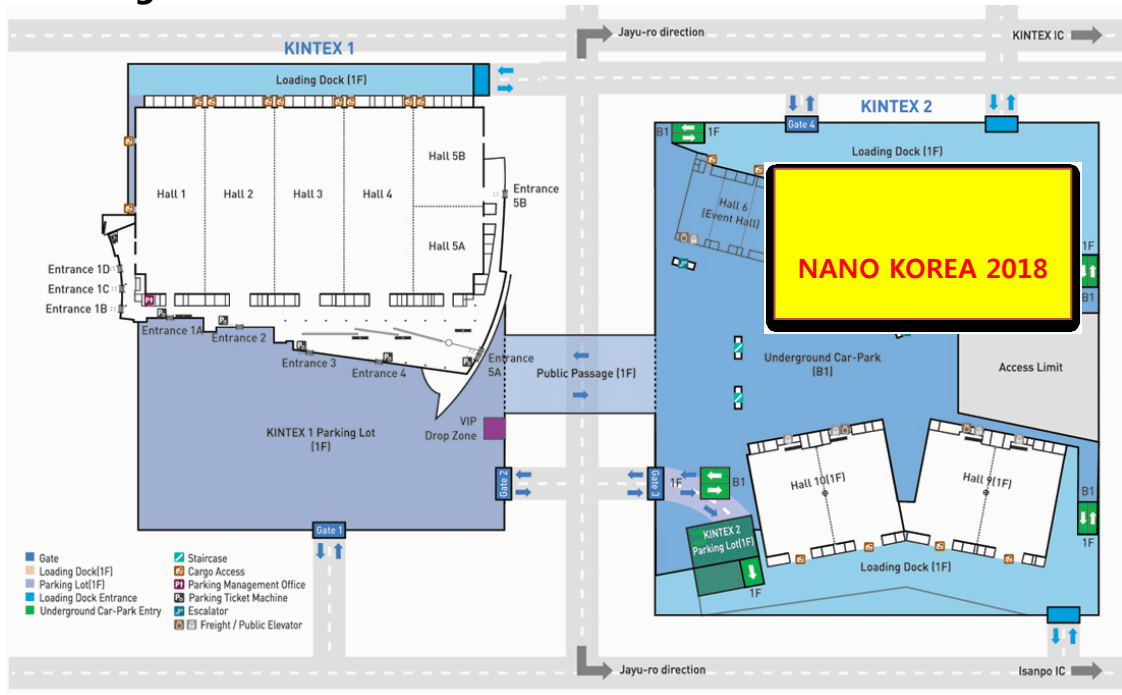 KINTEX 1
Jayu-ro direction
KINTEX IC
Loading Dock (1F)
KINTEX 2
B1
1F
Gate 4
Loading Dock (1F)
Hall 1
Hall 2
Hall 3
Hall 4
Hall 5B
Entrance
5B
Hall 6
(Event Hall)
Hall 5A
NANO KOREA 2018
1F
B1
Entrance 1D
Entrance 1C
Entrance 1B
Entrance 1A
Entrance 2
Entrance 3
Entrance 4
Entrance
5A
Public Passage (1F)
Underground Car-Park
(B1)
Access Limit
KINTEX 1 Parking Lot
(1F)
VIP
Drop Zone
Gate 2
Gate 3
1F
B1
Hall 10(1F)
Hall 9(1F)
B1
1F
KINTEX 2
Parking Lot(1F)
1F
Loading Dock (1F)
Gate 1
Gate
Loading Dock(1F)
Parking Lot(1F)
Loading Dock Entrance
Underground Car-Park Entry
Staircase
Cargo Access
Parking Management Office
Parking Ticket Machine
Escalator
Freight / Public Elevator
Jayu-ro direction
Isanpo IC